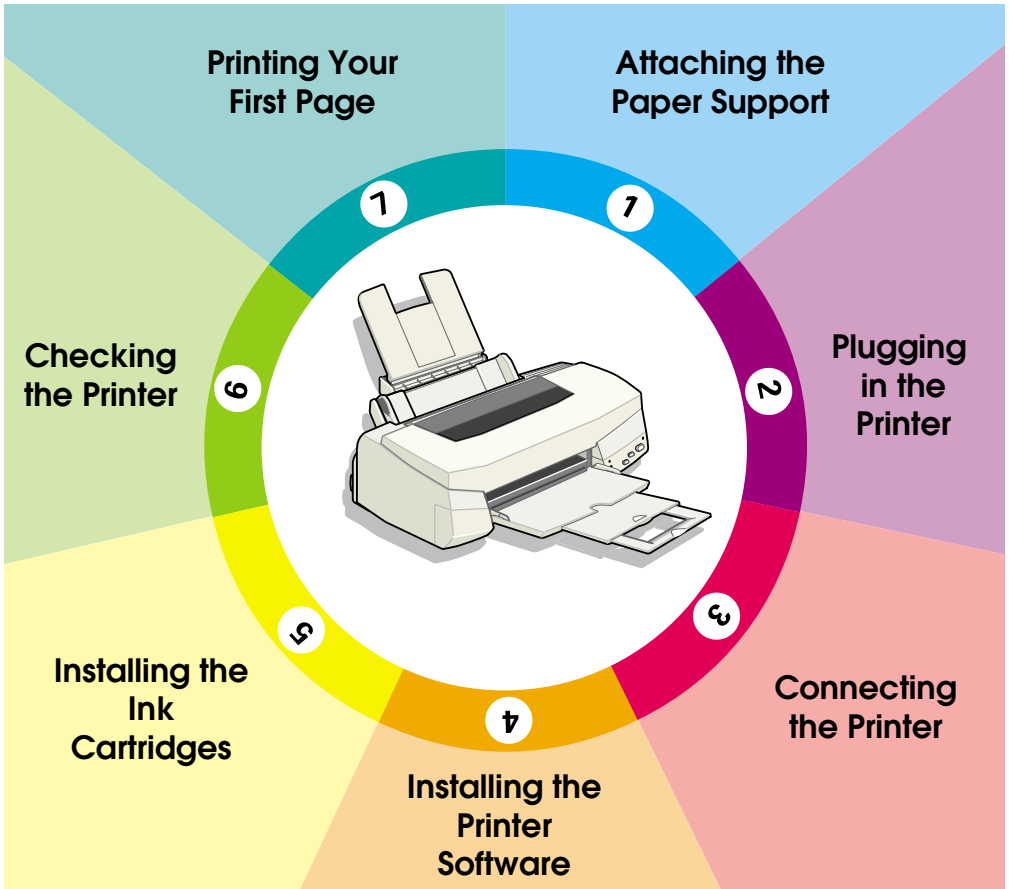 1
Attaching the
Paper Support
2
Plugging
in the
Printer
3
Connecting
the Printer
4
Installing the
Printer
Software
5
Installing the
Ink
Cartridges
6
Checking
the Printer
7
Printing Your
First Page